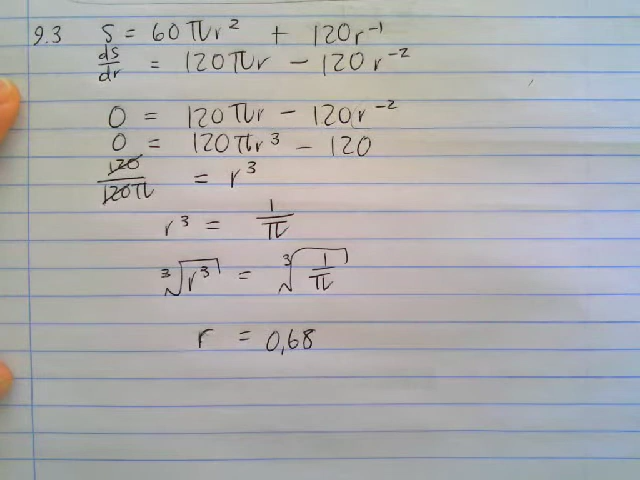 9.3 S = 60πr² + 120r⁻¹
ds/dr = 120πr − 120r⁻²
0 = 120πr − 120r⁻²
0 = 120πr³ − 120
120/120π = r³
r³ = 1/π
∛r³ = ∛(1/π)
r = 0,68